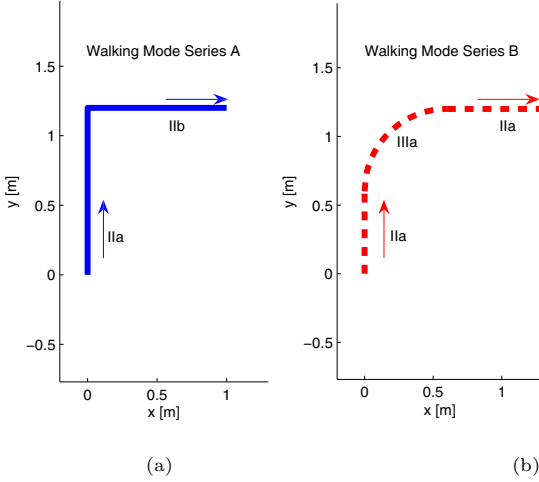 Walking Mode Series A
1.5
1
0.5
0
−0.5
y [m]
IIb
IIa
0 0.5 1
x [m]
(a)
Walking Mode Series B
1.5
1
0.5
0
−0.5
y [m]
IIa
IIIa
IIa
0 0.5 1
x [m]
(b)